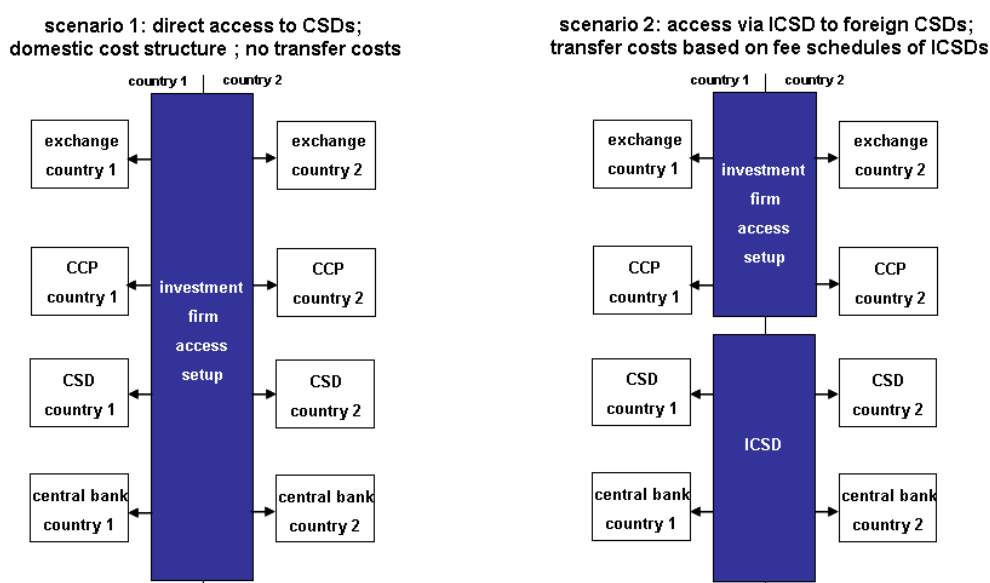 scenario 1: direct access to CSDs;
domestic cost structure ; no transfer costs
country 1
country 2
exchange
country 1
exchange
country 2
CCP
country 1
CCP
country 2
investment
firm
access
setup
CSD
country 1
CSD
country 2
central bank
country 1
central bank
country 2
scenario 2: access via ICSD to foreign CSDs;
transfer costs based on fee schedules of ICSDs
country 1
country 2
exchange
country 1
exchange
country 2
investment
firm
access
setup
CCP
country 1
CCP
country 2
CSD
country 1
CSD
country 2
ICSD
central bank
country 1
central bank
country 2